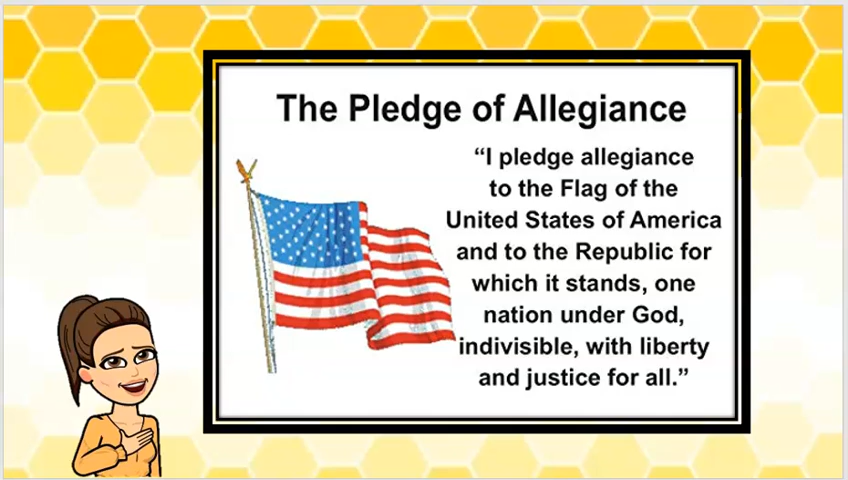 The Pledge of Allegiance
“I pledge allegiance
to the Flag of the
United States of America
and to the Republic for
which it stands, one
nation under God,
indivisible, with liberty
and justice for all.”